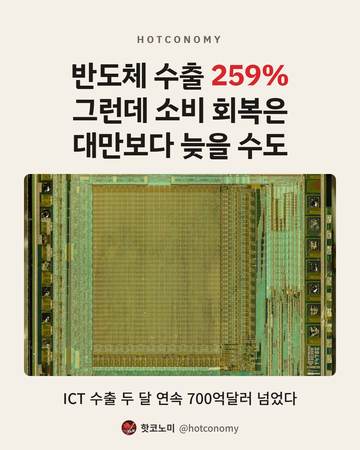 HOTCONOMY
반도체 수출 259%
그런데 소비 회복은
대만보다 늦을 수도
ICT 수출 두 달 연속 700억달러 넘었다
핫코노미 @hotconomy